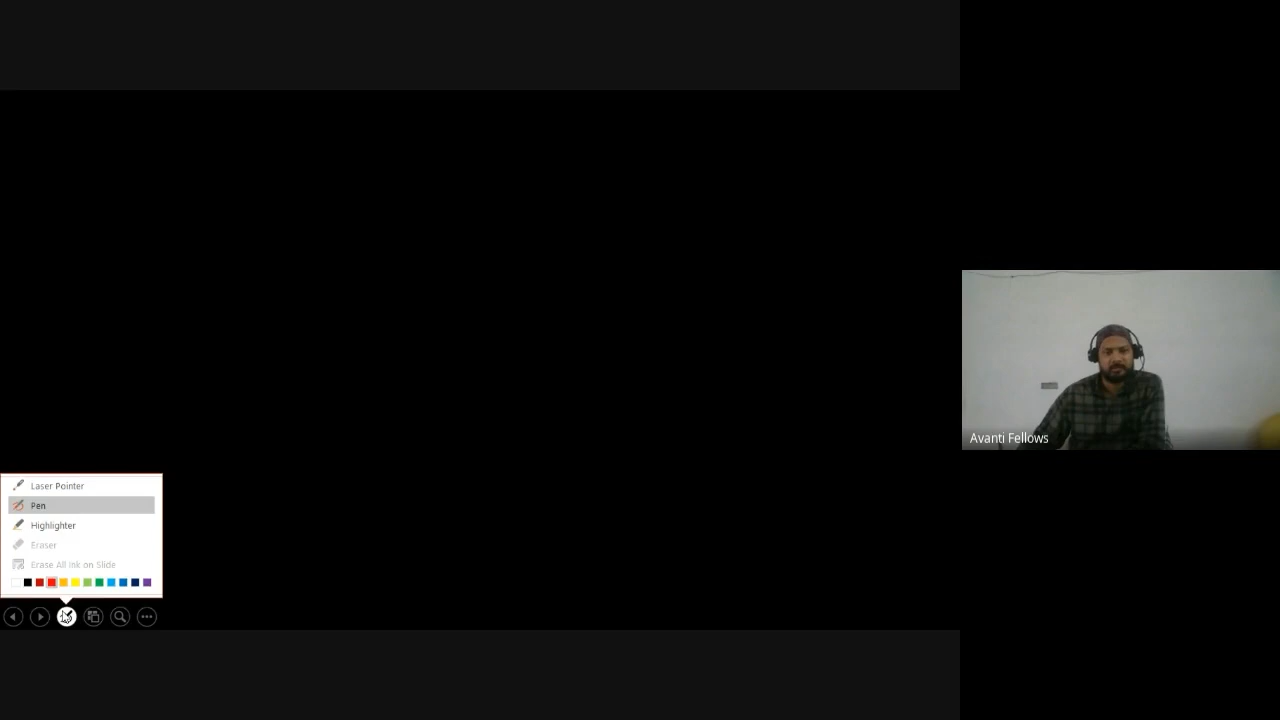 Laser Pointer
Pen
Highlighter
Eraser
Erase All Ink on Slide
Avanti Fellows